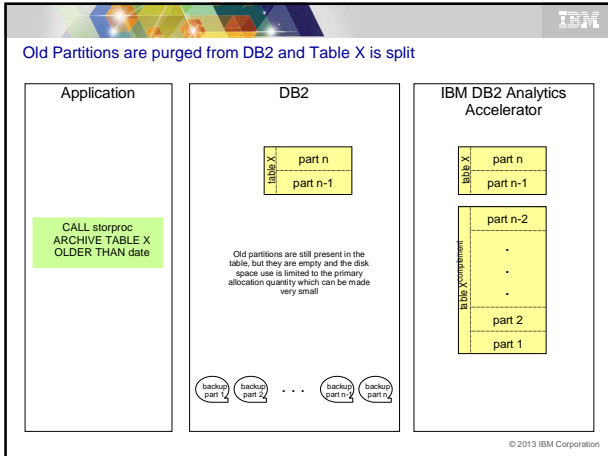 IBM
Old Partitions are purged from DB2 and Table X is split
Application
CALL storproc
ARCHIVE TABLE X
OLDER THAN date
DB2
table X
part n
part n-1
Old partitions are still present in the
table, but they are empty and the disk
space use is limited to the primary
allocation quantity which can be made
very small
backup
part 1
backup
part 2
. . .
backup
part n-1
backup
part n
IBM DB2 Analytics
Accelerator
table X
part n
part n-1
table X complement
part n-2
.
.
.
part 2
part 1
© 2013 IBM Corporation